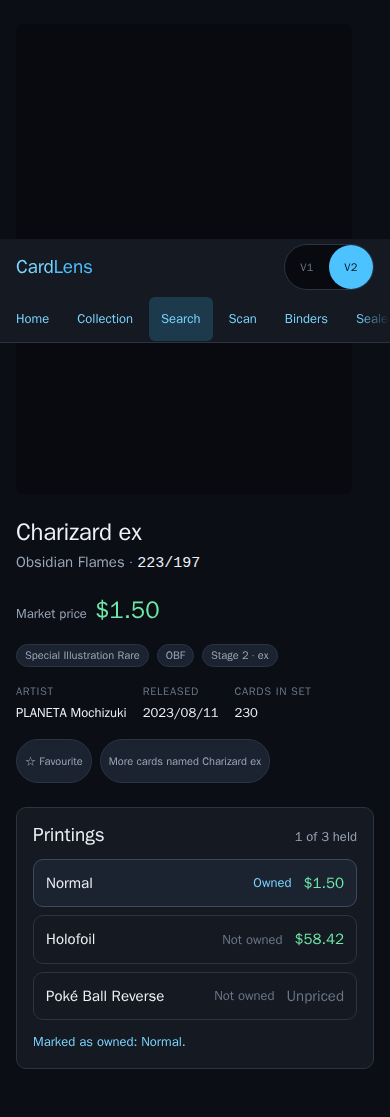 CardLens
V1 V2
Home Collection Search Scan Binders Seale
Charizard ex
Obsidian Flames · 223/197
Market price $1.50
Special Illustration Rare OBF Stage 2 · ex
ARTIST RELEASED CARDS IN SET
PLANETA Mochizuki 2023/08/11 230
☆ Favourite More cards named Charizard ex
Printings 1 of 3 held
Normal Owned $1.50
Holofoil Not owned $58.42
Poké Ball Reverse Not owned Unpriced
Marked as owned: Normal.